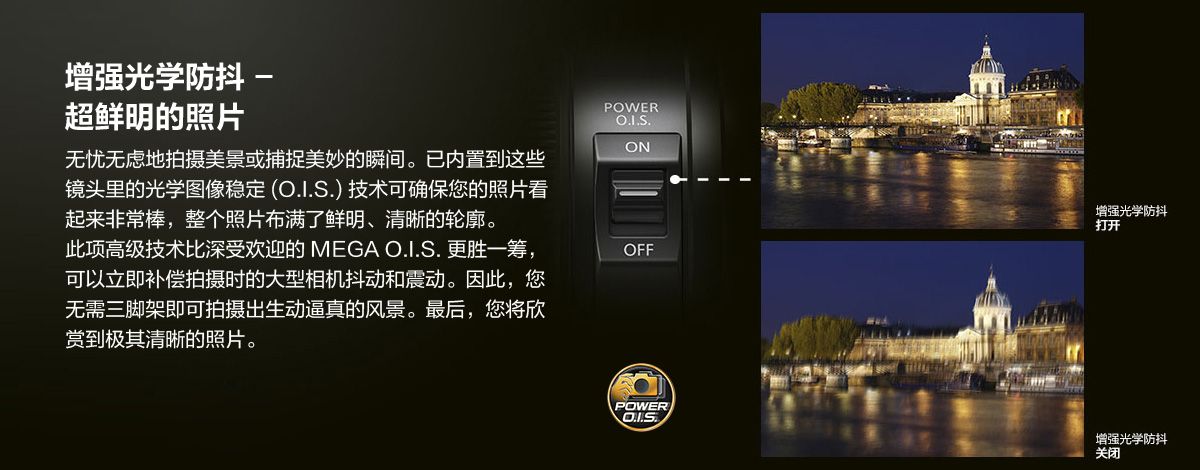 增强光学防抖 –
超鲜明的照片
无忧无虑地拍摄美景或捕捉美妙的瞬间。已内置到这些
镜头里的光学图像稳定 (O.I.S.) 技术可确保您的照片看
起来非常棒，整个照片布满了鲜明、清晰的轮廓。
此项高级技术比深受欢迎的 MEGA O.I.S. 更胜一筹，
可以立即补偿拍摄时的大型相机抖动和震动。因此，您
无需三脚架即可拍摄出生动逼真的风景。最后，您将欣
赏到极其清晰的照片。
POWER
O.I.S.
ON
OFF
POWER
O.I.S.
增强光学防抖
打开
增强光学防抖
关闭